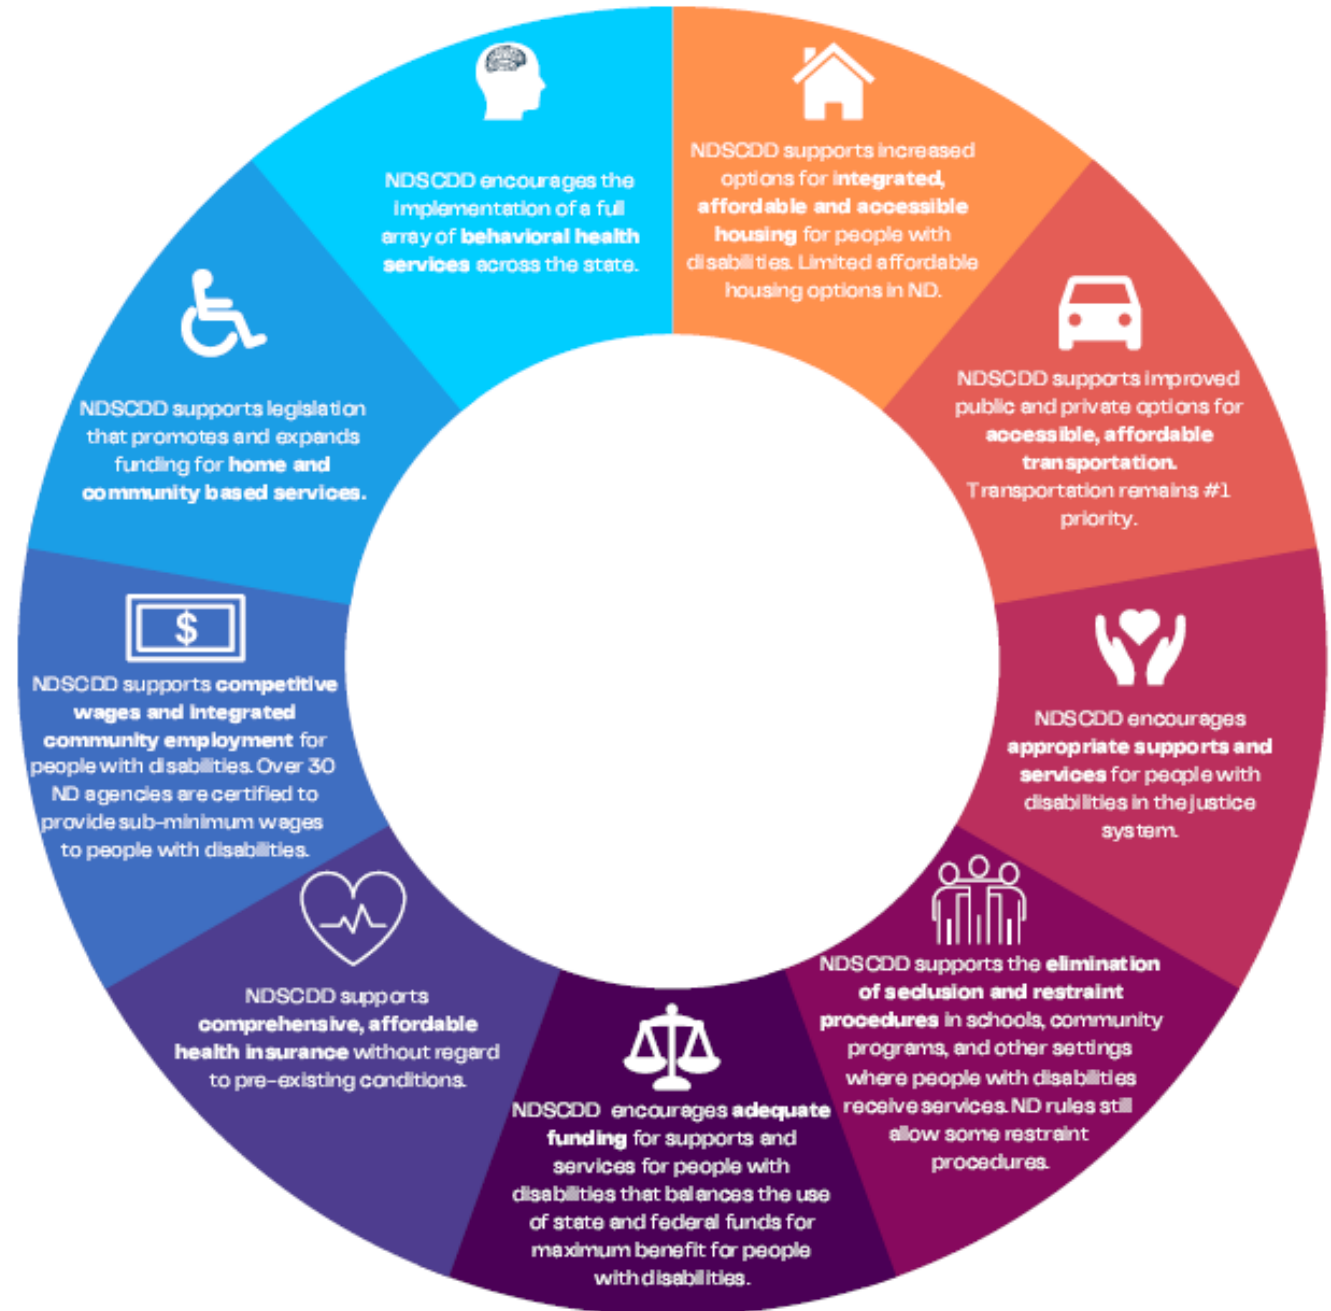 NDSCDD supports increased
options for integrated,
affordable and accessible
housing for people with
disabilities. Limited affordable
housing options in ND.
NDSCDD supports improved
public and private options for
accessible, affordable
transportation.
Transportation remains #1
priority.
NDSCDD encourages
appropriate supports and
services for people with
disabilities in the justice
system.
NDSCDD supports the elimination
of seclusion and restraint
procedures in schools, community
programs, and other settings
where people with disabilities
receive services. ND rules still
allow some restraint
procedures.
NDSCDD encourages adequate
funding for supports and
services for people with
disabilities that balances the use
of state and federal funds for
maximum benefit for people
with disabilities.
NDSCDD supports
comprehensive, affordable
health insurance without regard
to pre-existing conditions.
$
NDSCDD supports competitive
wages and integrated
community employment for
people with disabilities. Over 30
ND agencies are certified to
provide sub-minimum wages
to people with disabilities.
NDSCDD supports legislation
that promotes and expands
funding for home and
community based services.
NDSCDD encourages the
implementation of a full
array of behavioral health
services across the state.